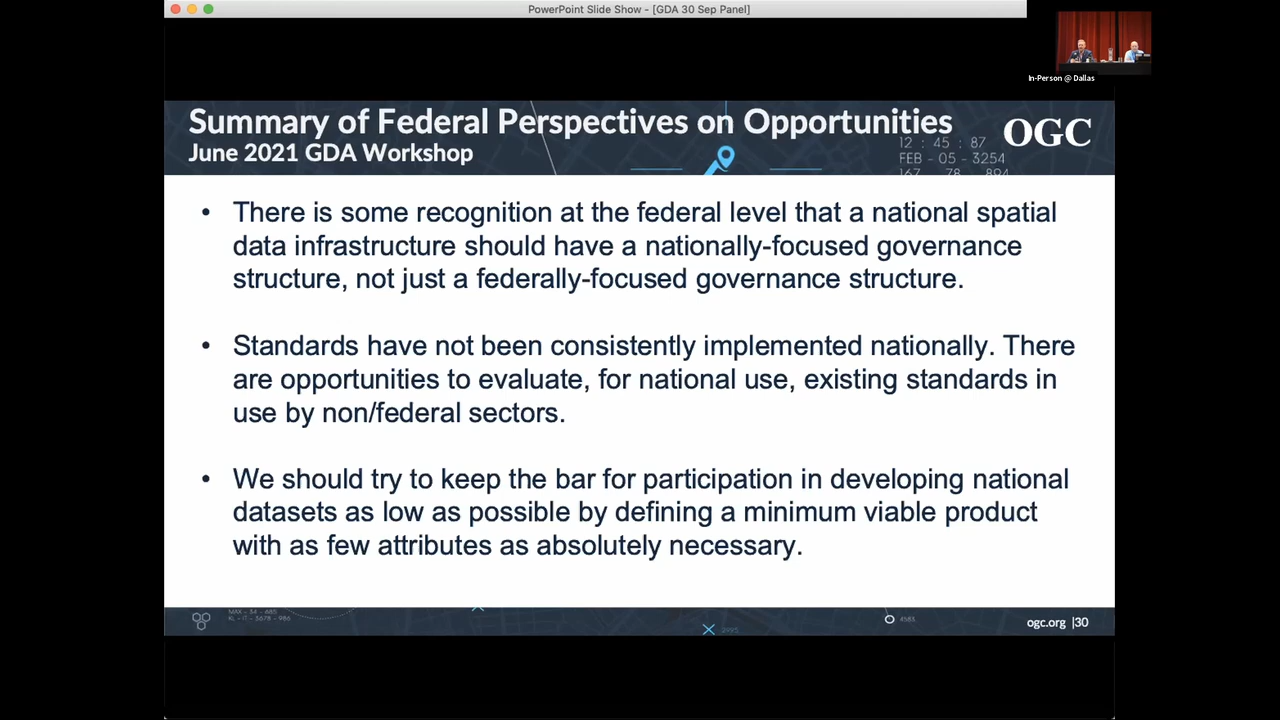 PowerPoint Slide Show - [GDA 30 Sep Panel]
In-Person @ Dallas
Summary of Federal Perspectives on Opportunities
June 2021 GDA Workshop
OGC
12 : 45 : 87
FEB - 05 - 3254
167 78 894
• There is some recognition at the federal level that a national spatial
data infrastructure should have a nationally-focused governance
structure, not just a federally-focused governance structure.
• Standards have not been consistently implemented nationally. There
are opportunities to evaluate, for national use, existing standards in
use by non/federal sectors.
• We should try to keep the bar for participation in developing national
datasets as low as possible by defining a minimum viable product
with as few attributes as absolutely necessary.
4583
2995
ogc.org |30